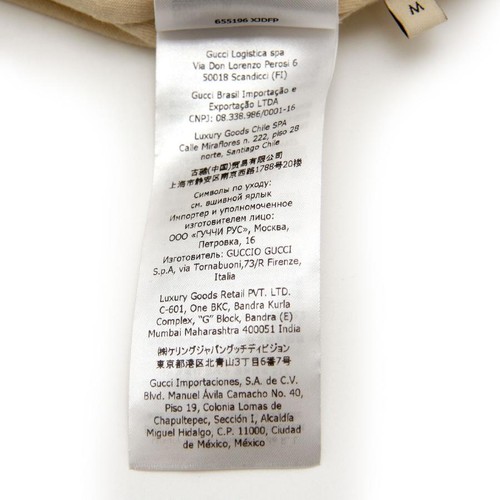 655196 XJDFP
M
Gucci Logistica spa
Via Don Lorenzo Perosi 6
50018 Scandicci (FI)
Gucci Brasil Importação e
Exportação LTDA
CNPJ: 08.338.986/0001-16
Luxury Goods Chile SPA
Calle Miraflores n. 222, piso 28
norte, Santiago Chile
古驰(中国)贸易有限公司
上海市静安区南京西路1788号20楼
Символы по уходу:
см. вшивной ярлык
Импортер и уполномоченное
изготовителем лицо:
ООО «ГУЧЧИ РУС», Москва,
Петровка, 16
Изготовитель: GUCCIO GUCCI
S.p.A, via Tornabuoni,73/R Firenze,
Italia
Luxury Goods Retail PVT. LTD.
C-601, One BKC, Bandra Kurla
Complex, "G" Block, Bandra (E)
Mumbai Maharashtra 400051 India
㈱ケリングジャパングッチディビジョン
東京都港区北青山3丁目6番7号
Gucci Importaciones, S.A. de C.V.
Blvd. Manuel Ávila Camacho No. 40,
Piso 19, Colonia Lomas de
Chapultepec, Sección I, Alcaldía
Miguel Hidalgo, C.P. 11000, Ciudad
de México, México